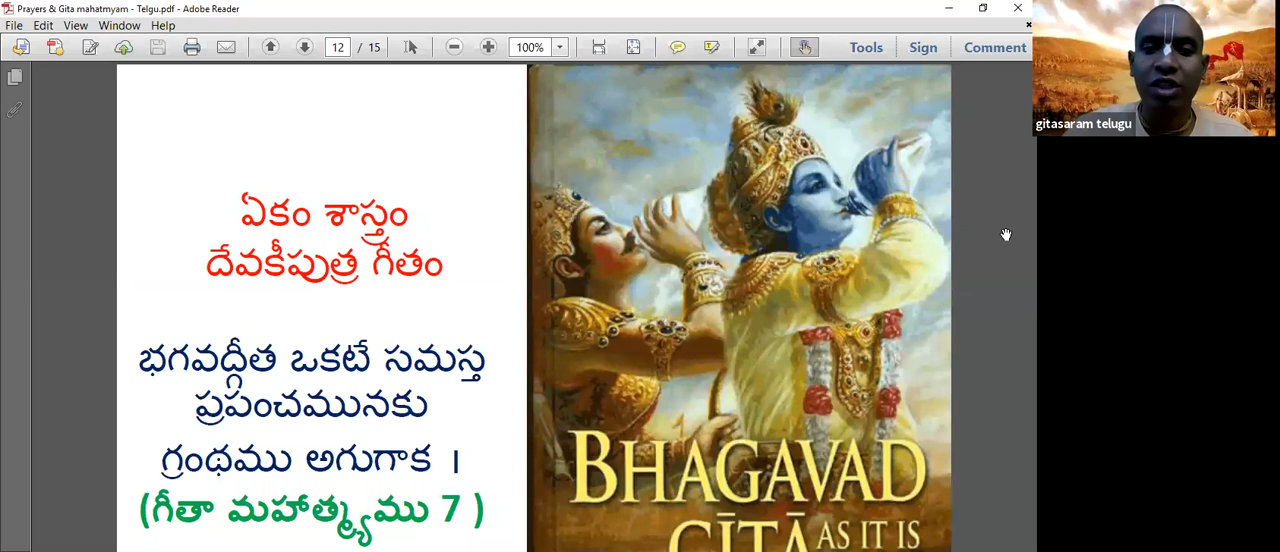 Prayers & Gita mahatmyam - Telgu.pdf - Adobe Reader
File Edit View Window Help
12 / 15 100% Tools Sign Comment
gitasaram telugu
ఏకం శాస్త్రం
దేవకీపుత్ర గీతం
భగవద్గీత ఒకటే సమస్త
ప్రపంచమునకు
గ్రంథము అగుగాక ।
(గీతా మహాత్మ్యము 7 )
BHAGAVAD
GĪTĀ AS IT IS